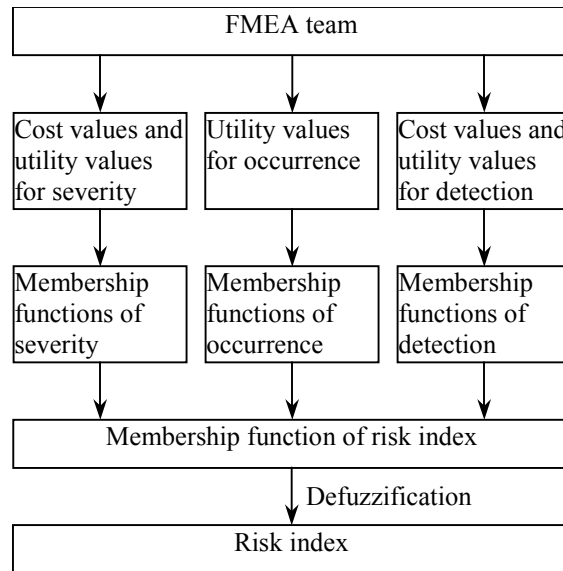 FMEA team
Cost values and
utility values
for severity
Utility values
for occurrence
Cost values and
utility values
for detection
Membership
functions of
severity
Membership
functions of
occurrence
Membership
functions of
detection
Membership function of risk index
Defuzzification
Risk index